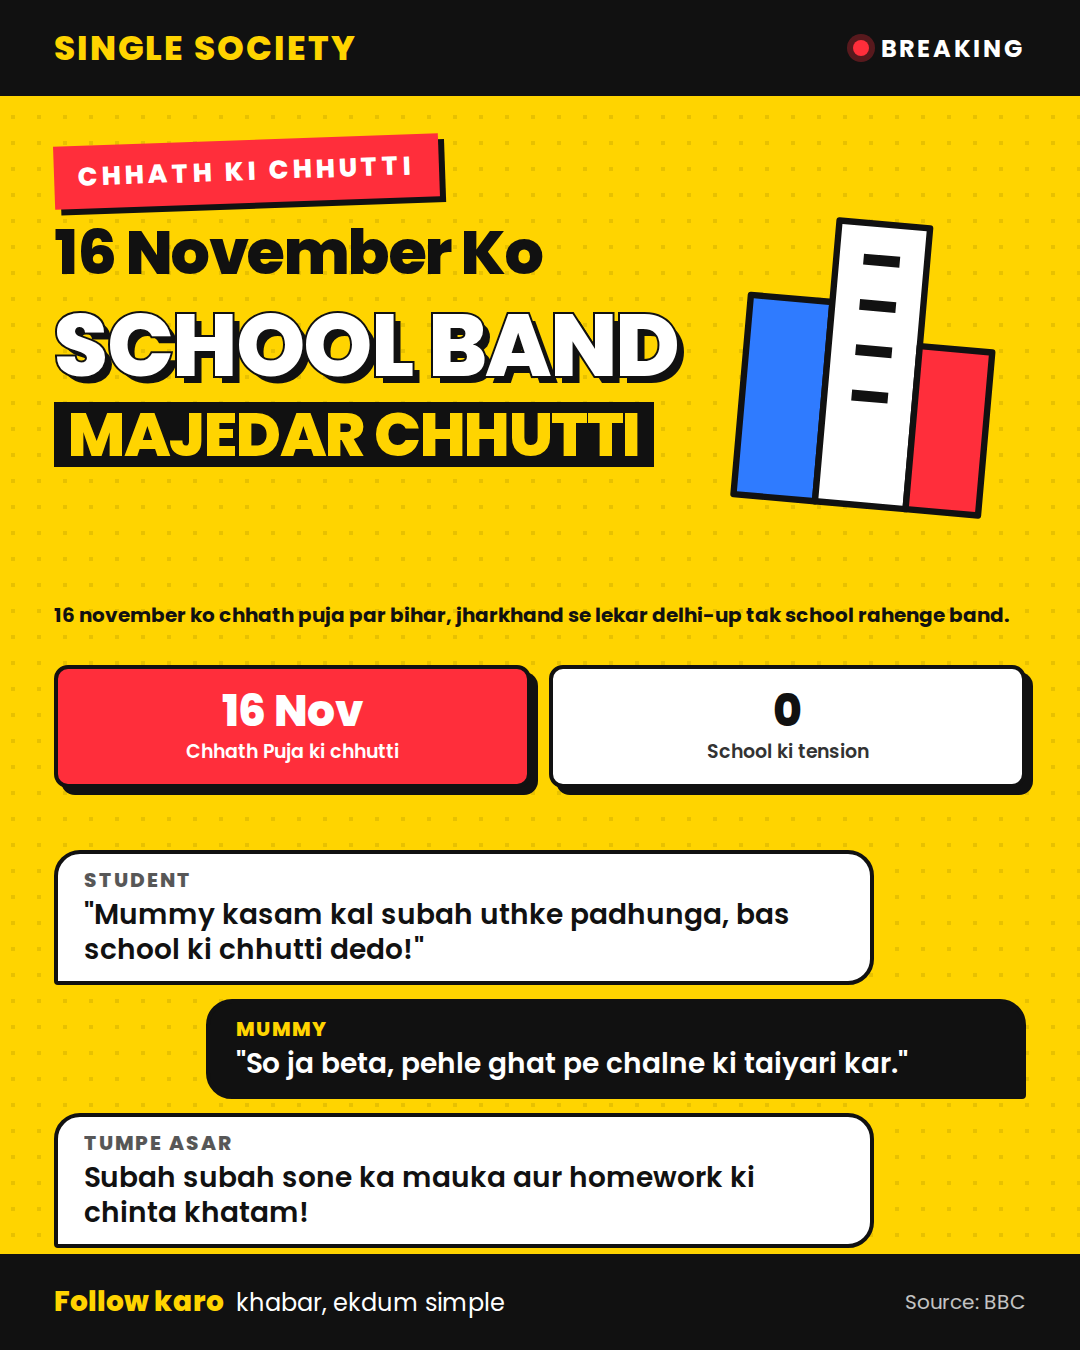 SINGLE SOCIETY
BREAKING
CHHATH KI CHHUTTI
16 November Ko
SCHOOL BAND
MAJEDAR CHHUTTI
16 november ko chhath puja par bihar, jharkhand se lekar delhi-up tak school rahenge band.
16 Nov
Chhath Puja ki chhutti
0
School ki tension
STUDENT
"Mummy kasam kal subah uthke padhunga, bas
school ki chhutti dedo!"
MUMMY
"So ja beta, pehle ghat pe chalne ki taiyari kar."
TUMPE ASAR
Subah subah sone ka mauka aur homework ki
chinta khatam!
Follow karo khabar, ekdum simple
Source: BBC